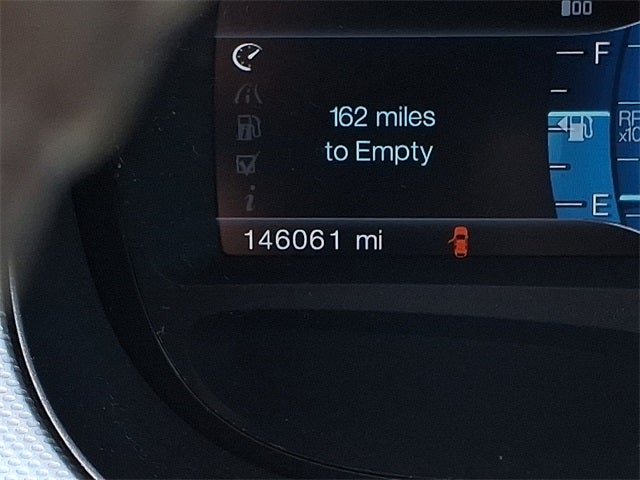 F
162 miles
to Empty
E
146061 mi